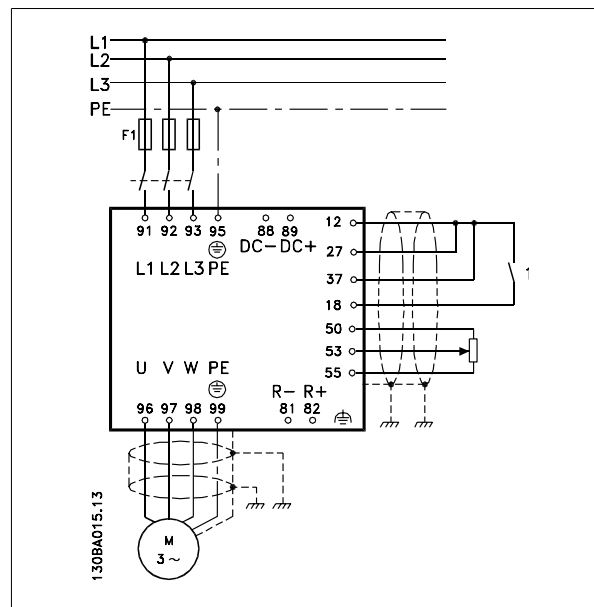 L1
L2
L3
PE
F1
91 92 93 95 88 89 12
DC- DC+
27
L1 L2 L3 PE
37
1
18
50
53
U V W PE
55
R- R+
96 97 98 99 81 82
130BA015.13
M
3 ~